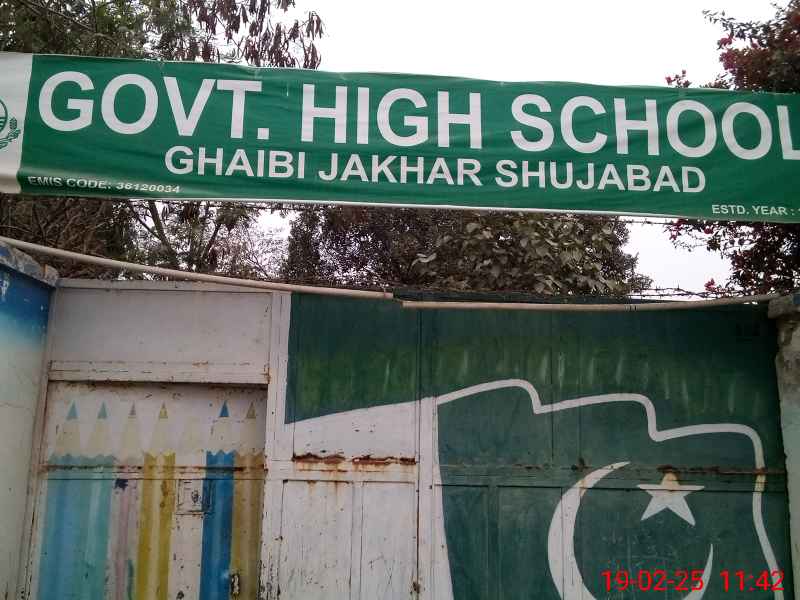 GOVT. HIGH SCHOOL
GHAIBI JAKHAR SHUJABAD
EMIS CODE: 36120034
ESTD. YEAR :
19-02-25 11:42